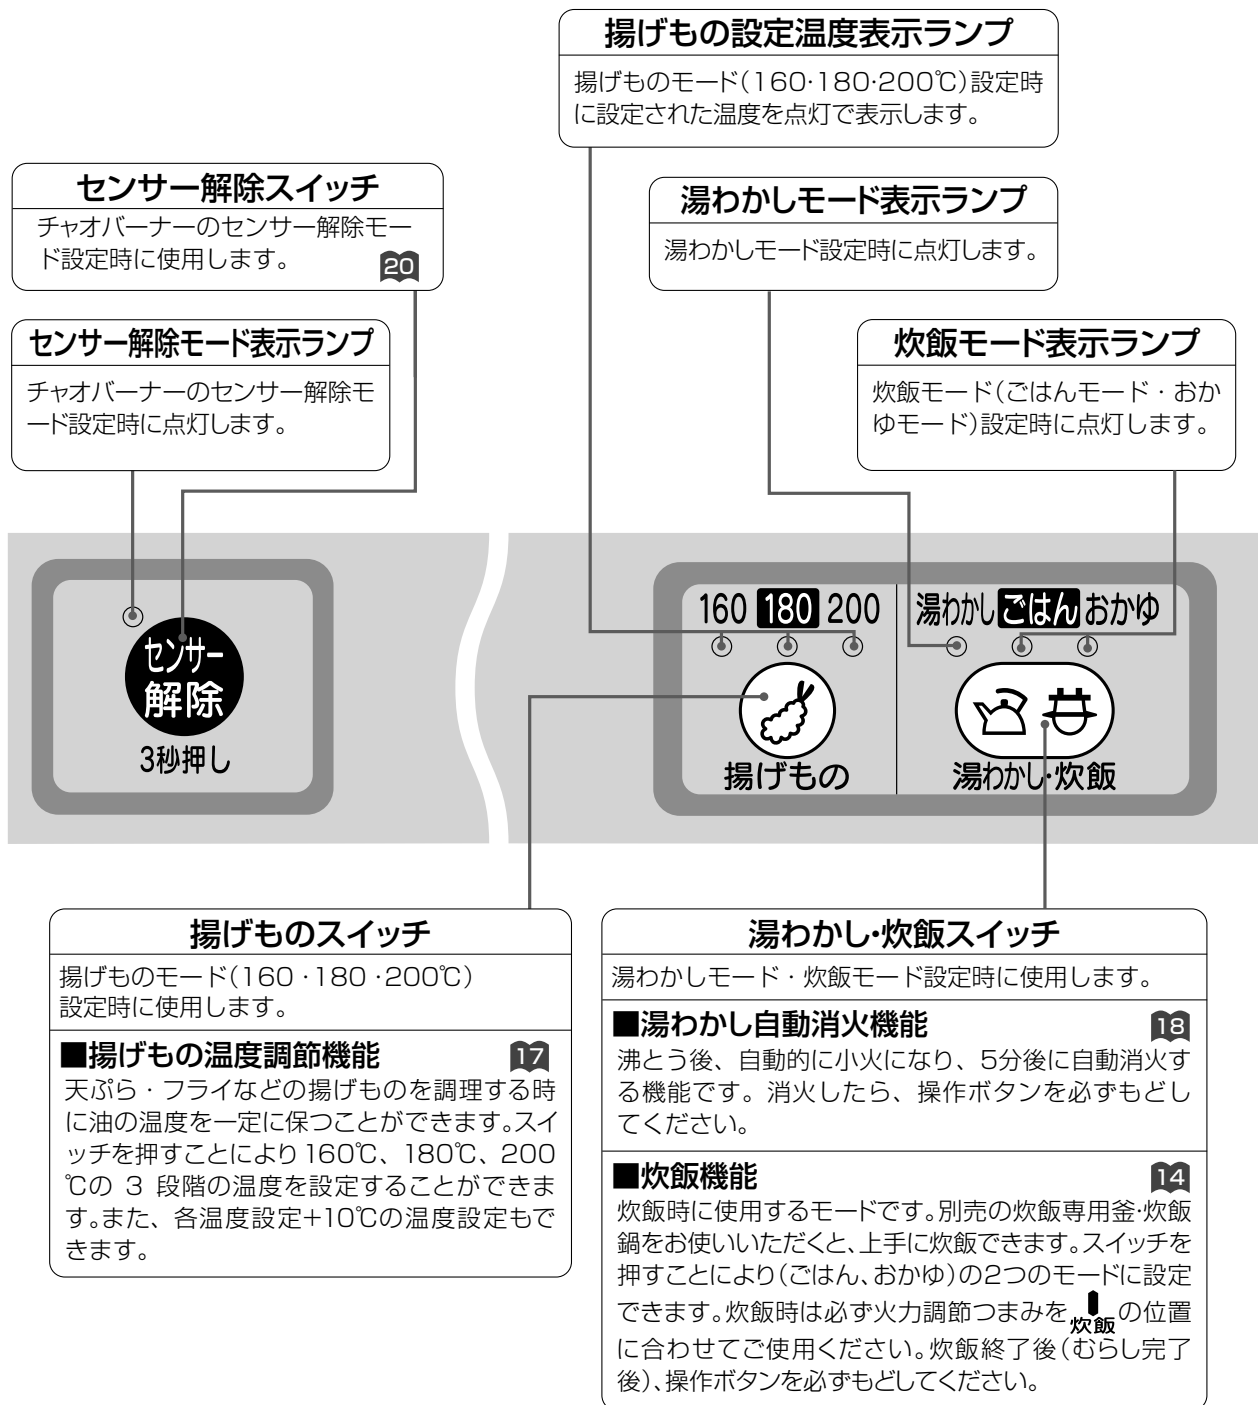 揚げもの設定温度表示ランプ
揚げものモード(160·180·200℃)設定時
に設定された温度を点灯で表示します。
センサー解除スイッチ
チャオバーナーのセンサー解除モー
ド設定時に使用します。 20
湯わかしモード表示ランプ
湯わかしモード設定時に点灯します。
センサー解除モード表示ランプ
チャオバーナーのセンサー解除モ
ード設定時に点灯します。
炊飯モード表示ランプ
炊飯モード(ごはんモード・おか
ゆモード)設定時に点灯します。
センサー
解除
3秒押し
160 180 200
揚げもの
湯わかし ごはん おかゆ
湯わかし·炊飯
揚げものスイッチ
揚げものモード(160・180・200℃)
設定時に使用します。
■揚げもの温度調節機能 17
天ぷら・フライなどの揚げものを調理する時
に油の温度を一定に保つことができます。スイ
ッチを押すことにより160℃、180℃、200
℃の 3 段階の温度を設定することができま
す。また、各温度設定+10℃の温度設定もで
きます。
湯わかし・炊飯スイッチ
湯わかしモード・炊飯モード設定時に使用します。
■湯わかし自動消火機能 18
沸とう後、自動的に小火になり、5分後に自動消火す
る機能です。消火したら、操作ボタンを必ずもどし
てください。
■炊飯機能 14
炊飯時に使用するモードです。別売の炊飯専用釜·炊飯
鍋をお使いいただくと、上手に炊飯できます。スイッチを
押すことにより(ごはん、おかゆ)の2つのモードに設定
できます。炊飯時は必ず火力調節つまみを炊飯の位置
に合わせてご使用ください。炊飯終了後(むらし完了
後)、操作ボタンを必ずもどしてください。